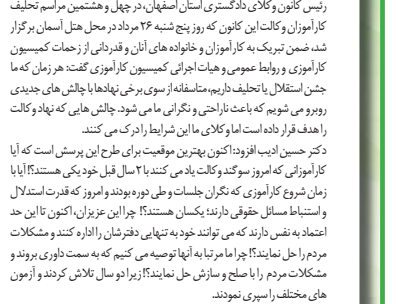 رئیس کانون وکلای دادگستری استان اصفهان، در چهل و هشتمین مراسم تحلیف
کارآموزان وکالت این کانون که روز پنج شنبه ۲۶ مرداد در محل هتل آسمان برگزار
شد، ضمن تبریک به کارآموزان و خانواده های آنان و قدردانی از زحمات کمیسیون
کارآموزی و روابط عمومی و هیات اجرائی کمیسیون کارآموزی گفت: هر زمان که ما
جشن استقلال یا تحلیف داریم، متاسفانه از سوی برخی نهادها با چالش های جدیدی
روبرو می شویم که باعث ناراحتی و نگرانی ما می شود. چالش هایی که نهاد وکالت
را هدف قرار داده است اما وکلای ما این شرایط را درک می کنند.
دکتر حسین ادیب افزود: اکنون بهترین موقعیت برای طرح این پرسش است که آیا
کارآموزانی که امروز سوگند وکالت یاد می کنند با ۲ سال قبل خود یکی هستند؟! آیا با
زمان شروع کارآموزی که نگران جلسات و طی دوره بودند و امروز که قدرت استدلال
و استنباط مسائل حقوقی دارند؛ یکسان هستند؟! چرا این عزیزان، اکنون تا این حد
اعتماد به نفس دارند که می توانند خود به تنهایی دفترشان را اداره کنند و مشکلات
مردم را حل نمایند؟! چرا ما مرتبا به آنها توصیه می کنیم که به سمت داوری بروند و
مشکلات مردم را با صلح و سازش حل نمایند؟! زیرا دو سال تلاش کردند و آزمون
های مختلف را سپری نمودند.